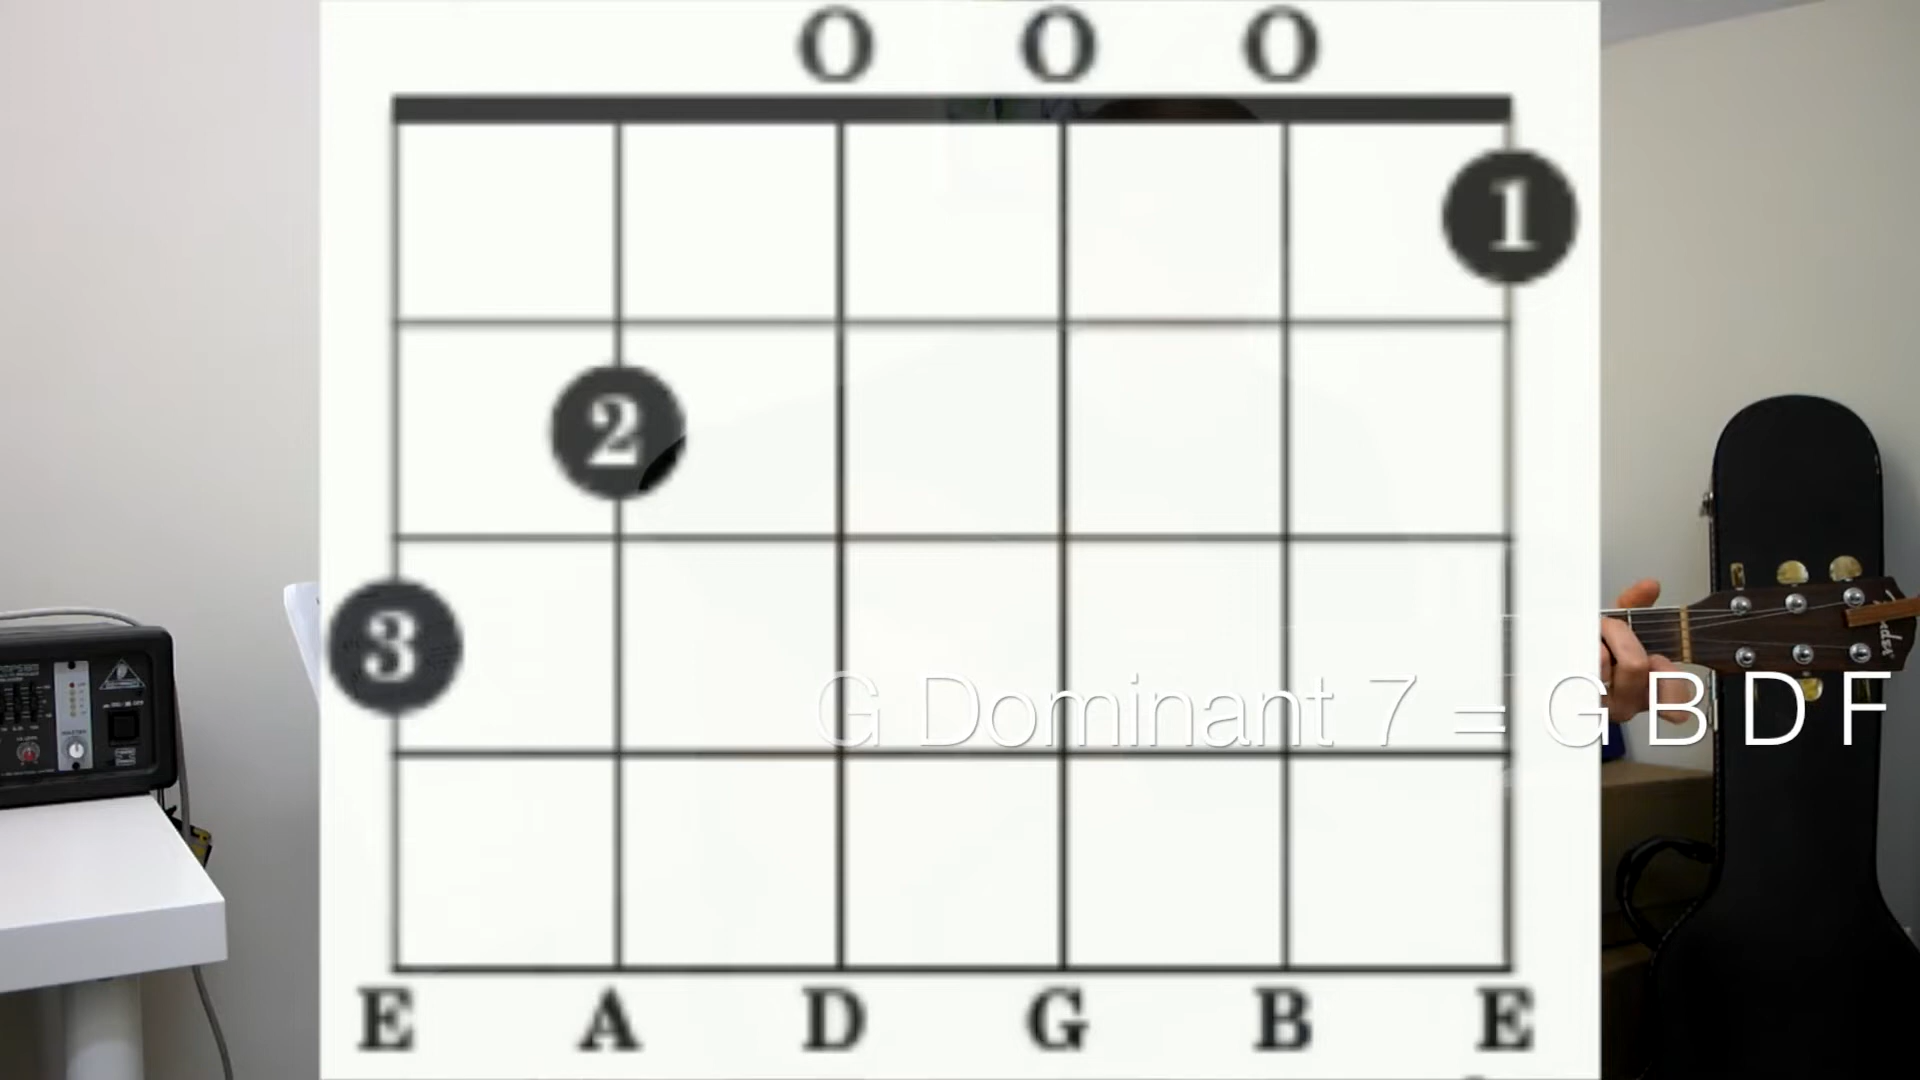 O O O
1
2
3
G Dominant 7 = G B D F
E A D G B E